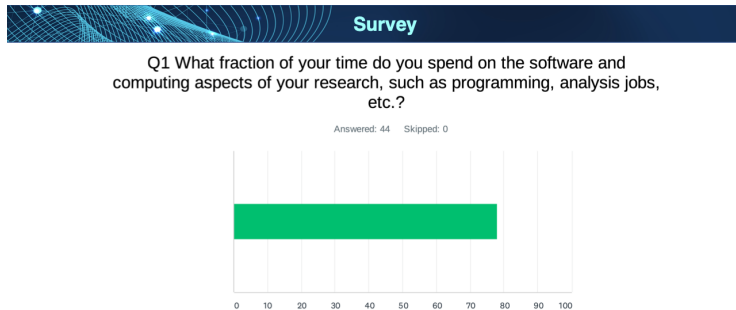 Survey
Q1 What fraction of your time do you spend on the software and
computing aspects of your research, such as programming, analysis jobs,
etc.?
Answered: 44 Skipped: 0
0 10 20 30 40 50 60 70 80 90 100